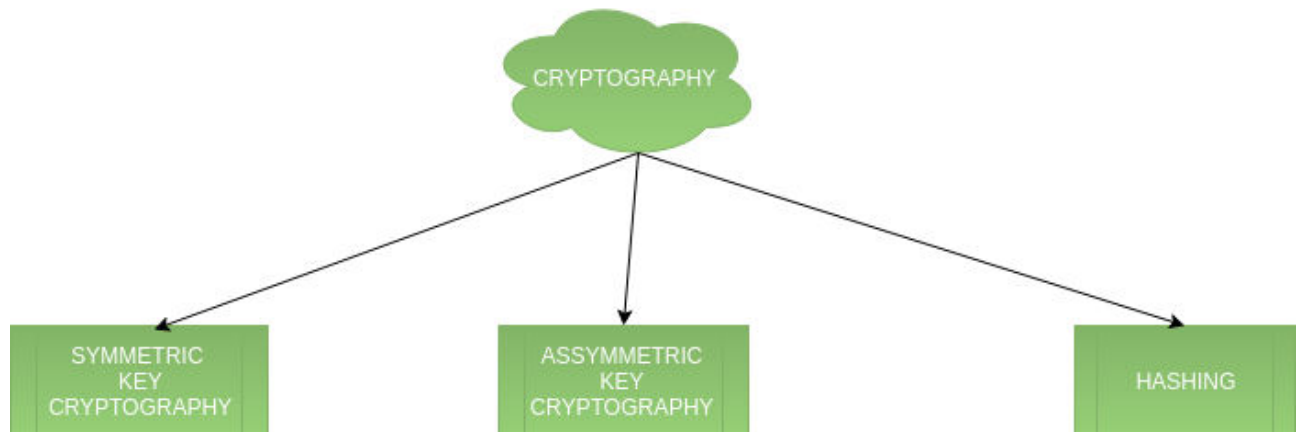 CRYPTOGRAPHY
SYMMETRIC
KEY
CRYPTOGRAPHY
ASSYMMETRIC
KEY
CRYPTOGRAPHY
HASHING